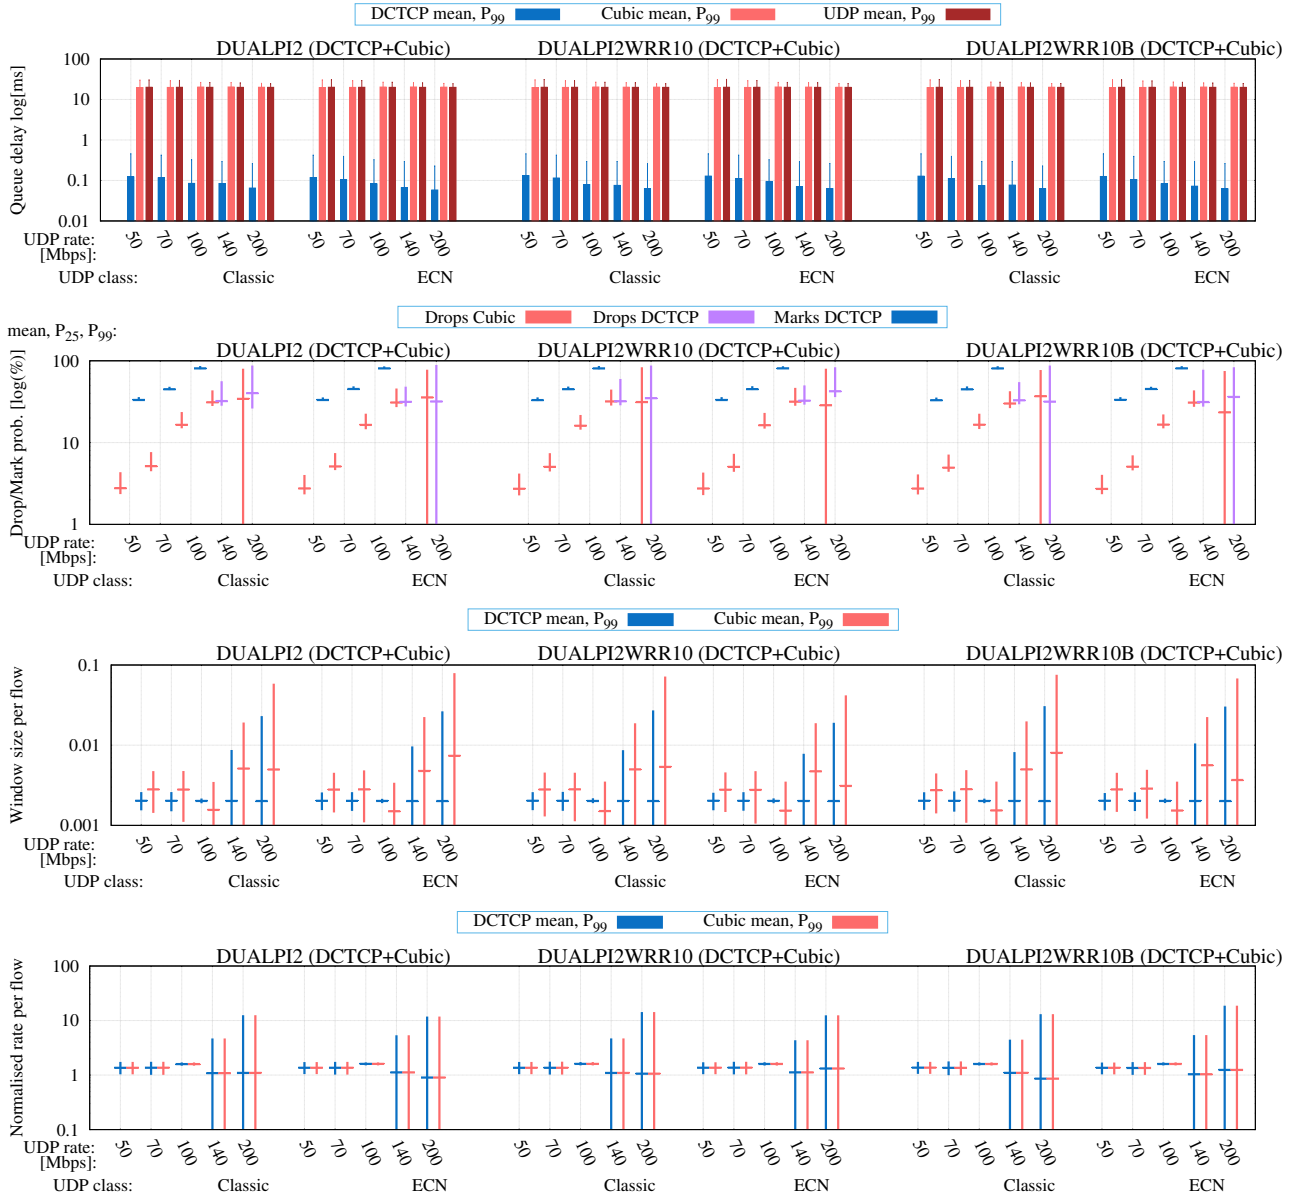 DCTCP mean, P99 Cubic mean, P99 UDP mean, P99
DUALPI2 (DCTCP+Cubic) DUALPI2WRR10 (DCTCP+Cubic) DUALPI2WRR10B (DCTCP+Cubic)
Queue delay log[ms]
100
10
1
0.1
0.01
UDP rate: 50 70 100 140 200 50 70 100 140 200 50 70 100 140 200 50 70 100 140 200 50 70 100 140 200 50 70 100 140 200
[Mbps]:
UDP class: Classic ECN Classic ECN Classic ECN
Drops Cubic Drops DCTCP Marks DCTCP
mean, P25, P99:
DUALPI2 (DCTCP+Cubic) DUALPI2WRR10 (DCTCP+Cubic) DUALPI2WRR10B (DCTCP+Cubic)
Drop/Mark prob. [log(%)]
100
10
1
UDP rate: 50 70 100 140 200 50 70 100 140 200 50 70 100 140 200 50 70 100 140 200 50 70 100 140 200 50 70 100 140 200
[Mbps]:
UDP class: Classic ECN Classic ECN Classic ECN
DCTCP mean, P99 Cubic mean, P99
DUALPI2 (DCTCP+Cubic) DUALPI2WRR10 (DCTCP+Cubic) DUALPI2WRR10B (DCTCP+Cubic)
Window size per flow
0.1
0.01
0.001
UDP rate: 50 70 100 140 200 50 70 100 140 200 50 70 100 140 200 50 70 100 140 200 50 70 100 140 200 50 70 100 140 200
[Mbps]:
UDP class: Classic ECN Classic ECN Classic ECN
DCTCP mean, P99 Cubic mean, P99
DUALPI2 (DCTCP+Cubic) DUALPI2WRR10 (DCTCP+Cubic) DUALPI2WRR10B (DCTCP+Cubic)
Normalised rate per flow
100
10
1
0.1
UDP rate: 50 70 100 140 200 50 70 100 140 200 50 70 100 140 200 50 70 100 140 200 50 70 100 140 200 50 70 100 140 200
[Mbps]:
UDP class: Classic ECN Classic ECN Classic ECN